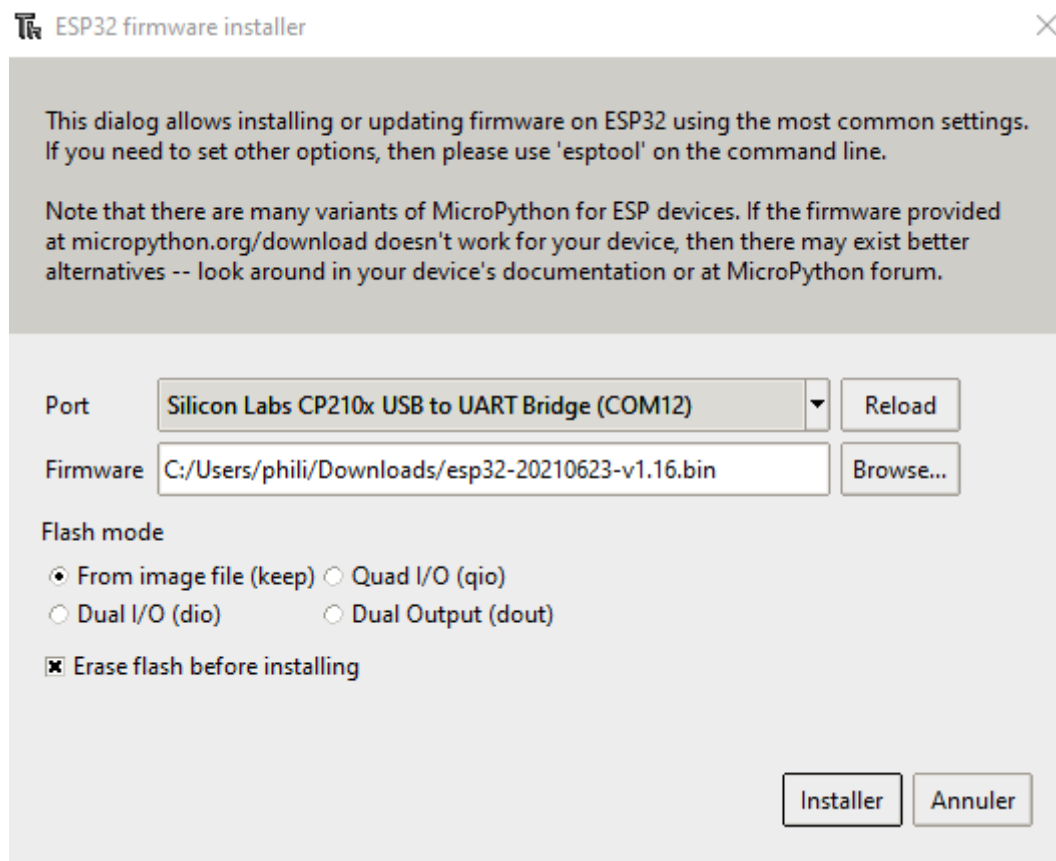 ESP32 firmware installer
This dialog allows installing or updating firmware on ESP32 using the most common settings.
If you need to set other options, then please use 'esptool' on the command line.
Note that there are many variants of MicroPython for ESP devices. If the firmware provided
at micropython.org/download doesn't work for your device, then there may exist better
alternatives -- look around in your device's documentation or at MicroPython forum.
Port Silicon Labs CP210x USB to UART Bridge (COM12) Reload
Firmware C:/Users/phili/Downloads/esp32-20210623-v1.16.bin Browse...
Flash mode
From image file (keep) Quad I/O (qio)
Dual I/O (dio) Dual Output (dout)
Erase flash before installing
Installer Annuler